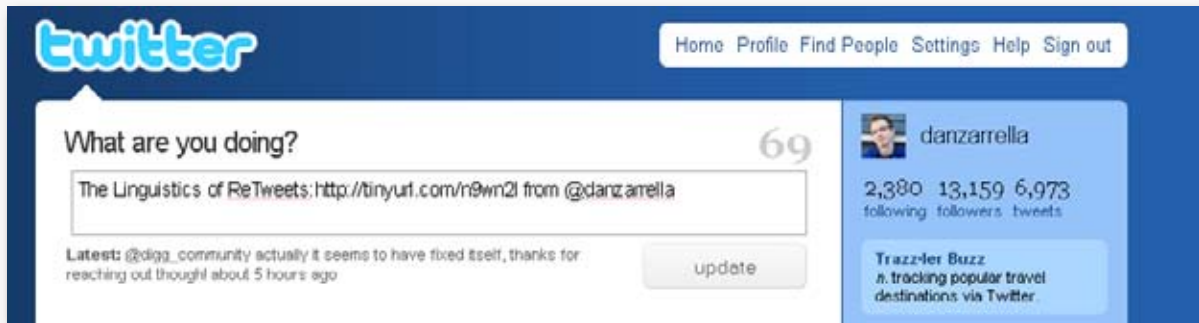 twitter
Home Profile Find People Settings Help Sign out
What are you doing?
69
The Linguistics of ReTweets: http://tinyurl.com/n9wn2l from @danzarrella
Latest: @digg_community actually it seems to have fixed itself, thanks for
reaching out though! about 5 hours ago
update
danzarrella
2,380 13,159 6,973
following followers tweets
Trazzler Buzz
n. tracking popular travel
destinations via Twitter.